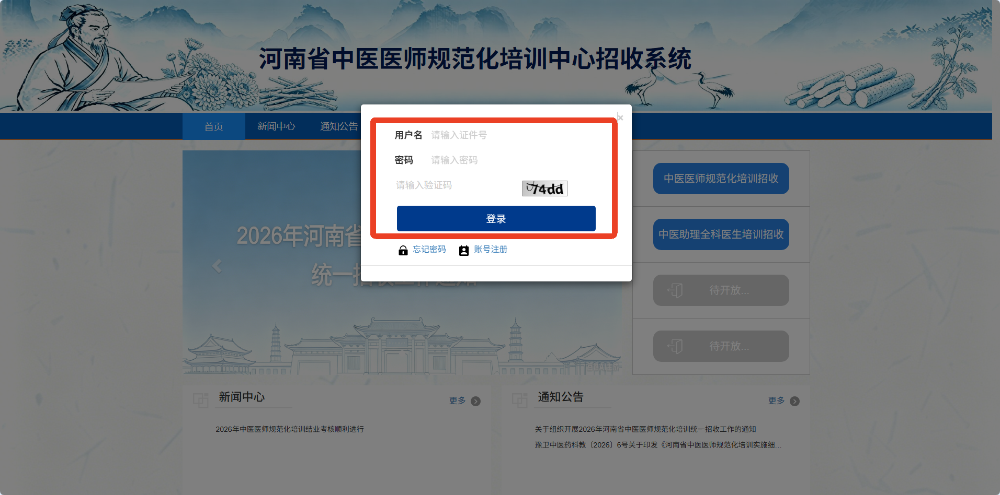 河南省中医医师规范化培训中心招收系统
首页
新闻中心
通知公告
用户名 请输入证件号
密码 请输入密码
请输入验证码 74dd
登录
忘记密码 账号注册
2026年河南省
统一招收工作通知
中医医师规范化培训招收
中医助理全科医生培训招收
待开放...
待开放...
新闻中心
更多
2026年中医医师规范化培训结业考核顺利进行
通知公告
更多
关于组织开展2026年河南省中医医师规范化培训统一招收工作的通知
豫卫中医药科教〔2026〕6号关于印发《河南省中医医师规范化培训实施细...